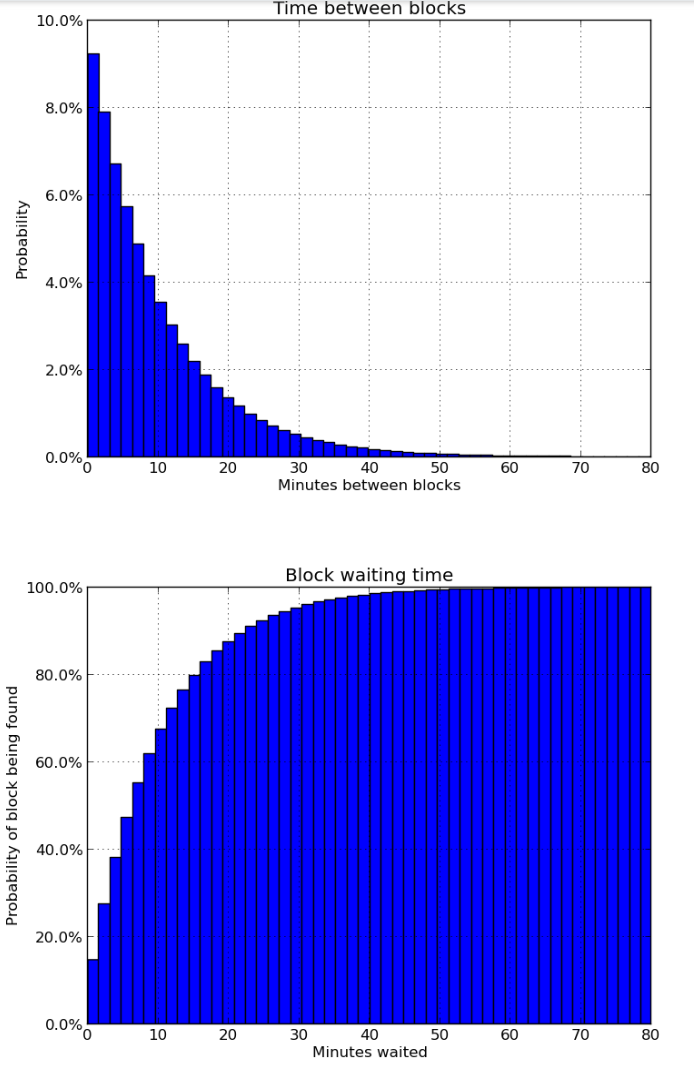 Time between blocks
10.0%
8.0%
6.0%
4.0%
2.0%
0.0%
Probability
0 10 20 30 40 50 60 70 80
Minutes between blocks
Block waiting time
100.0%
80.0%
60.0%
40.0%
20.0%
0.0%
Probability of block being found
0 10 20 30 40 50 60 70 80
Minutes waited